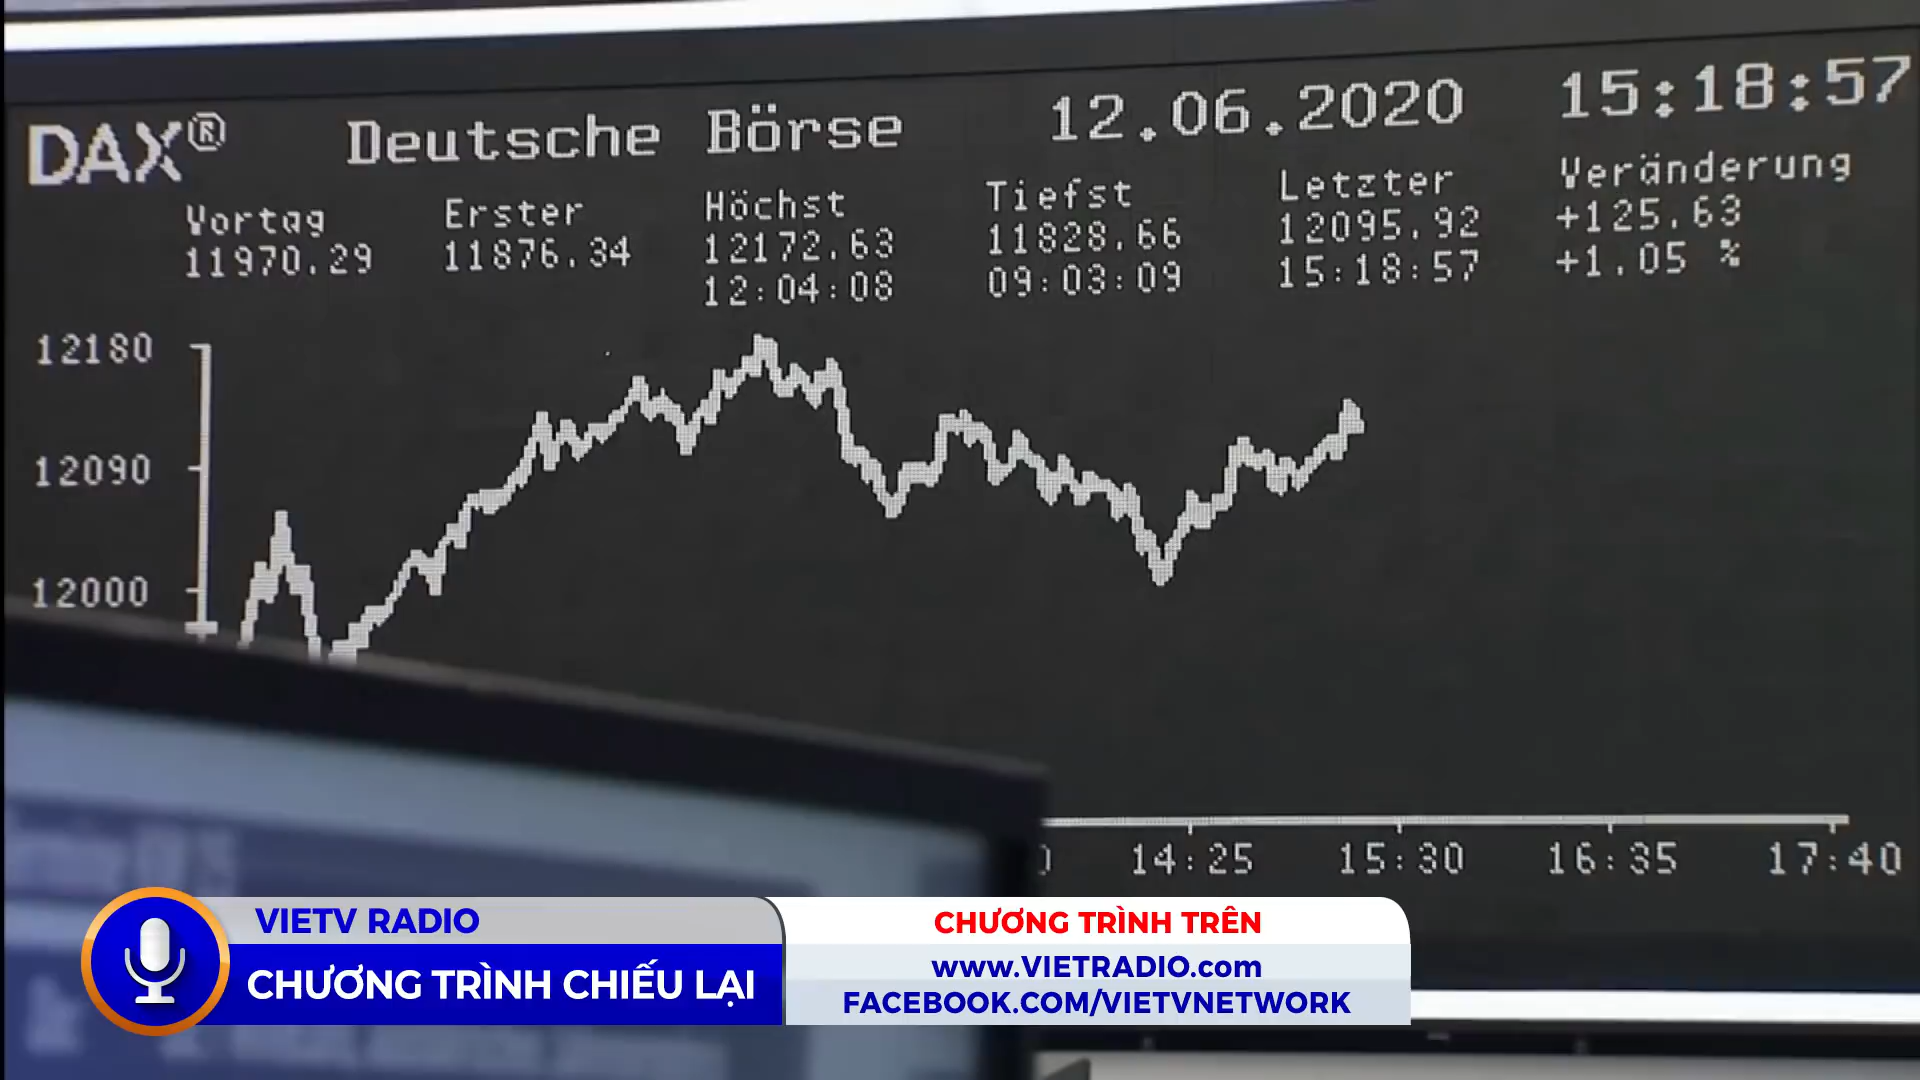 DAX® Deutsche Börse 12.06.2020 15:18:57
Vortag Erster Höchst Tiefst Letzter Veränderung
11970.29 11876.34 12172.63 11828.66 12095.92 +125.63
12:04:08 09:03:09 15:18:57 +1.05 %
12180
12090
12000
14:25 15:30 16:35 17:40
VIETV RADIO
CHƯƠNG TRÌNH CHIẾU LẠI
CHƯƠNG TRÌNH TRÊN
www.VIETRADIO.com
FACEBOOK.COM/VIETVNETWORK